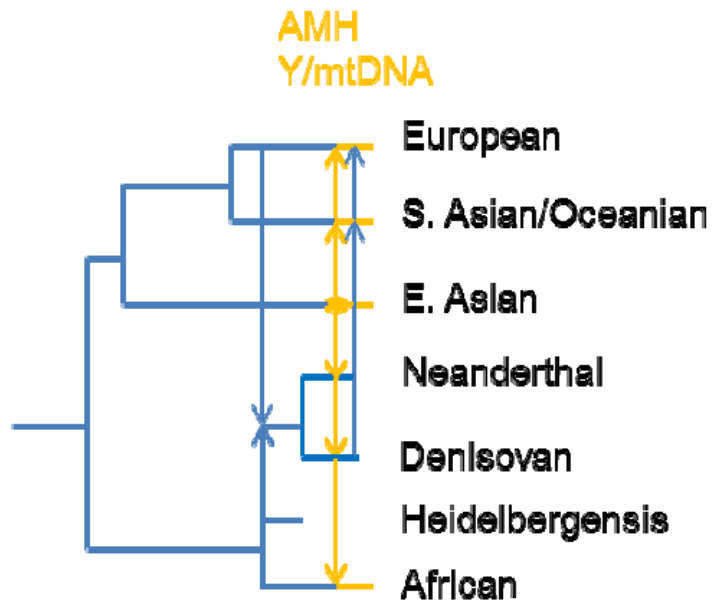 AMH
Y/mtDNA
European
S. Asian/Oceanian
E. Asian
Neanderthal
Denisovan
Heidelbergensis
African